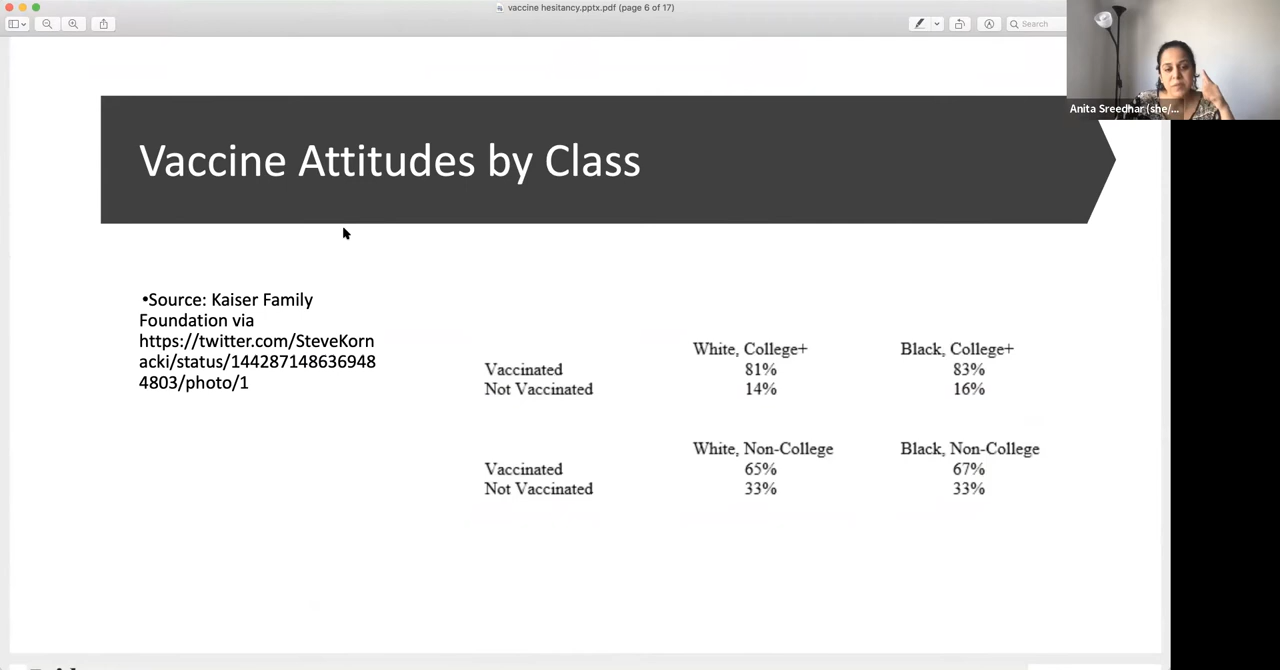 vaccine hesitancy.pptx.pdf (page 6 of 17)
Search
Anita Sreedhar (she/...
Vaccine Attitudes by Class
•Source: Kaiser Family
Foundation via
https://twitter.com/SteveKorn
acki/status/144287148636948
4803/photo/1
White, College+ Black, College+
Vaccinated 81% 83%
Not Vaccinated 14% 16%
White, Non-College Black, Non-College
Vaccinated 65% 67%
Not Vaccinated 33% 33%